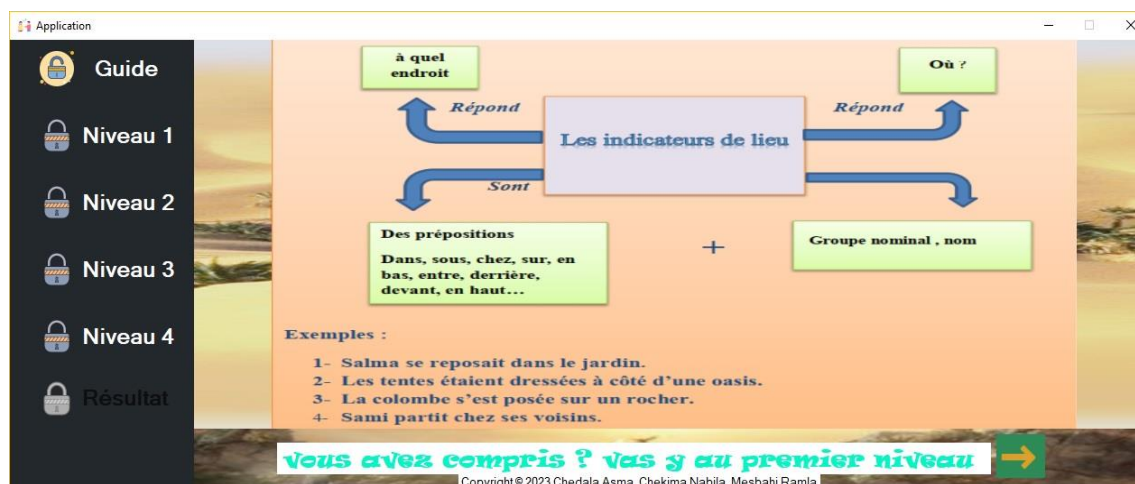 Application
Guide
Niveau 1
Niveau 2
Niveau 3
Niveau 4
Résultat
à quel
endroit
Où ?
Répond
Répond
Les indicateurs de lieu
Sont
Des prépositions
Dans, sous, chez, sur, en
bas, entre, derrière,
devant, en haut…
+
Groupe nominal , nom
Exemples :
1- Salma se reposait dans le jardin.
2- Les tentes étaient dressées à côté d’une oasis.
3- La colombe s’est posée sur un rocher.
4- Sami partit chez ses voisins.
Vous avez compris ? Vas y au premier niveau
Copyright © 2023 Chedala Asma, Chekima Nabila, Mesbahi Ramla